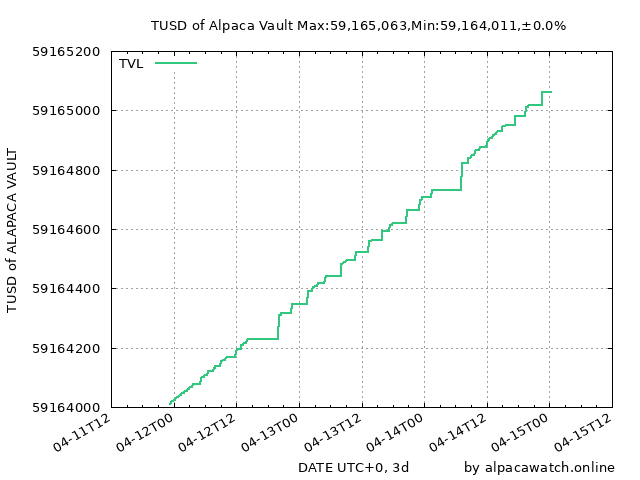 TUSD of Alpaca Vault Max:59,165,063,Min:59,164,011,±0.0%
TVL
59165200
59165000
59164800
59164600
59164400
59164200
59164000
TUSD of ALAPACA VAULT
04-11T12
04-12T00
04-12T12
04-13T00
04-13T12
04-14T00
04-14T12
04-15T00
04-15T12
DATE UTC+0, 3d
by alpacawatch.online